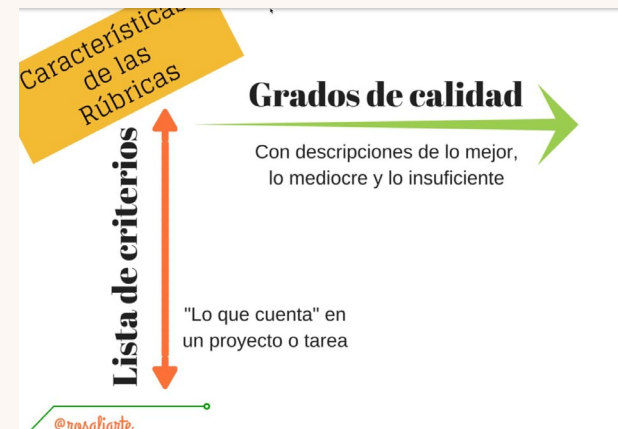 Características
de las
Rúbricas
Grados de calidad
Con descripciones de lo mejor,
lo mediocre y lo insuficiente
Lista de criterios
"Lo que cuenta" en
un proyecto o tarea
@rosaliarte